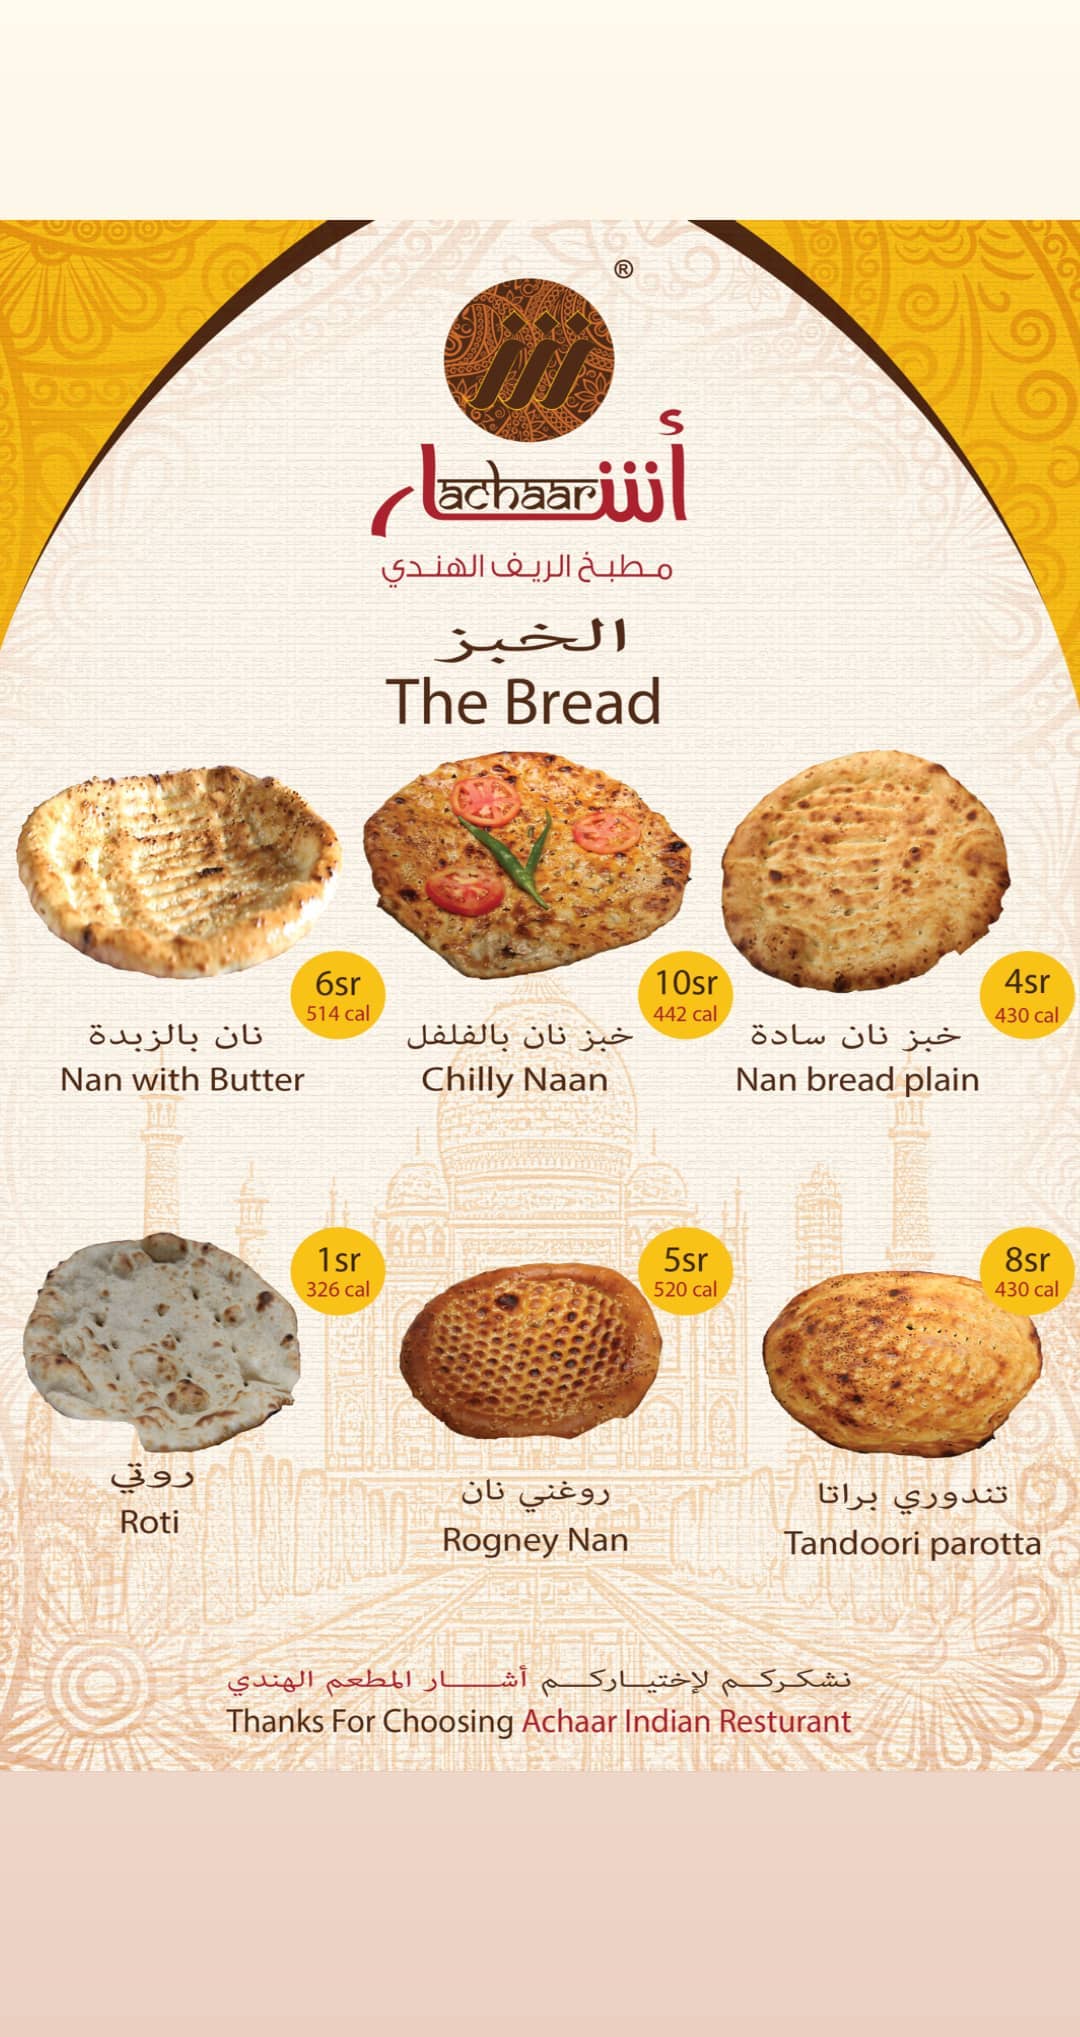 ®
أشار
achaar
مطبخ الريف الهندي
الخبز
The Bread
6sr
514 cal
نان بالزبدة
Nan with Butter
10sr
442 cal
خبز نان بالفلفل
Chilly Naan
4sr
430 cal
خبز نان سادة
Nan bread plain
1sr
326 cal
روتي
Roti
5sr
520 cal
روغني نان
Rogney Nan
8sr
430 cal
تندوري براتا
Tandoori parotta
نشكركم لإختياركم أشار المطعم الهندي
Thanks For Choosing Achaar Indian Resturant